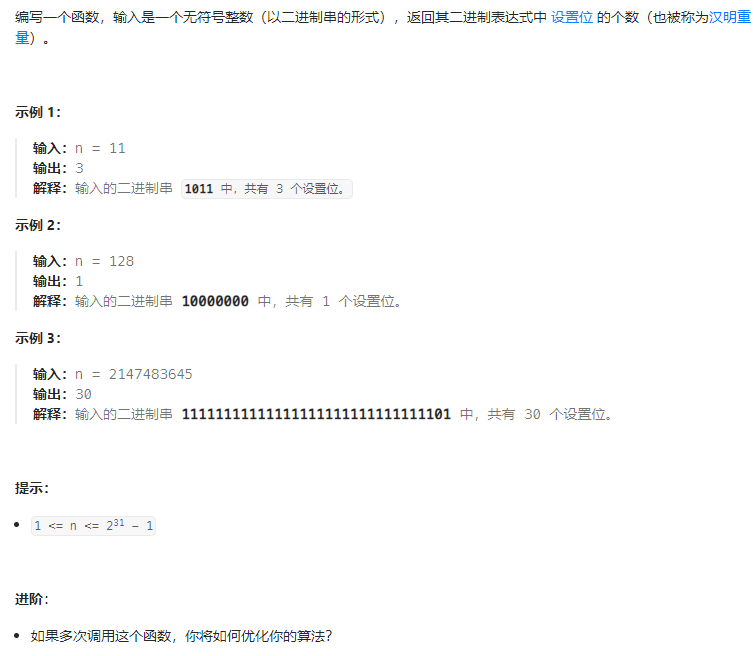 编写一个函数，输入是一个无符号整数（以二进制串的形式），返回其二进制表达式中 设置位 的个数（也被称为汉明重
量）。
示例 1：
输入：n = 11
输出：3
解释：输入的二进制串 1011 中，共有 3 个设置位。
示例 2：
输入：n = 128
输出：1
解释：输入的二进制串 10000000 中，共有 1 个设置位。
示例 3：
输入：n = 2147483645
输出：30
解释：输入的二进制串 1111111111111111111111111111101 中，共有 30 个设置位。
提示：
• 1 <= n <= 2³¹ - 1
进阶：
• 如果多次调用这个函数，你将如何优化你的算法？